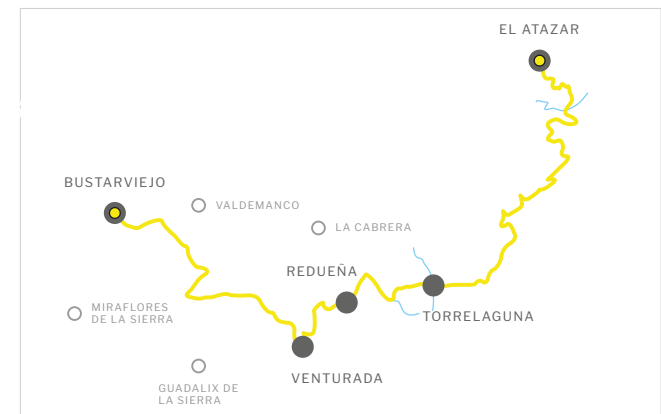 EL ATAZAR
BUSTARVIEJO
VALDEMANCO
LA CABRERA
REDUEÑA
MIRAFLORES
DE LA SIERRA
TORRELAGUNA
VENTURADA
GUADALIX DE
LA SIERRA